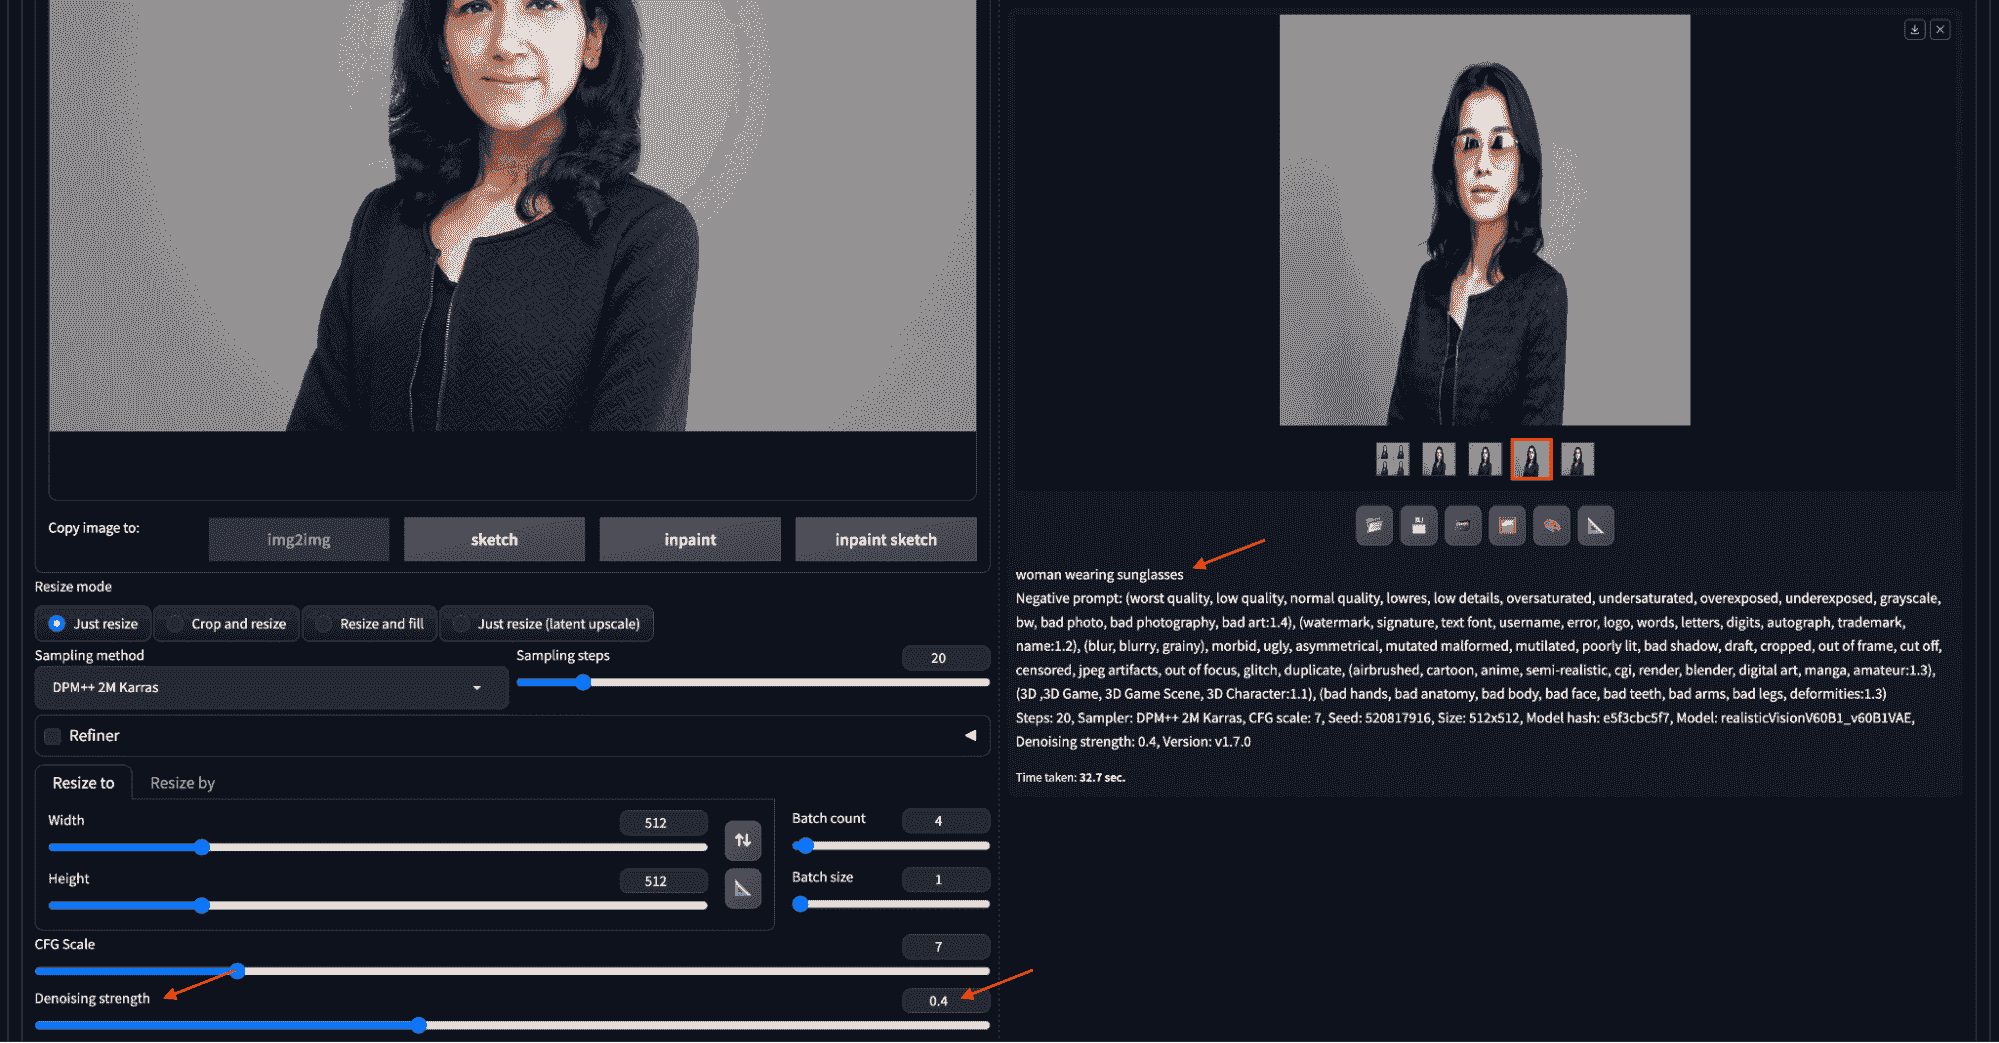 Copy image to:
img2img
sketch
inpaint
inpaint sketch
Resize mode
Just resize
Crop and resize
Resize and fill
Just resize (latent upscale)
Sampling method
DPM++ 2M Karras
Sampling steps
20
Refiner
Resize to
Resize by
Width
512
Height
512
Batch count
4
Batch size
1
CFG Scale
7
Denoising strength
0.4
woman wearing sunglasses
Negative prompt: (worst quality, low quality, normal quality, lowres, low details, oversaturated, undersaturated, overexposed, underexposed, grayscale,
bw, bad photo, bad photography, bad art:1.4), (watermark, signature, text font, username, error, logo, words, letters, digits, autograph, trademark,
name:1.2), (blur, blurry, grainy), morbid, ugly, asymmetrical, mutated malformed, mutilated, poorly lit, bad shadow, draft, cropped, out of frame, cut off,
censored, jpeg artifacts, out of focus, glitch, duplicate, (airbrushed, cartoon, anime, semi-realistic, cgi, render, blender, digital art, manga, amateur:1.3),
(3D ,3D Game, 3D Game Scene, 3D Character:1.1), (bad hands, bad anatomy, bad body, bad face, bad teeth, bad arms, bad legs, deformities:1.3)
Steps: 20, Sampler: DPM++ 2M Karras, CFG scale: 7, Seed: 520817916, Size: 512x512, Model hash: e5f3cbc5f7, Model: realisticVisionV60B1_v60B1VAE,
Denoising strength: 0.4, Version: v1.7.0
Time taken: 32.7 sec.